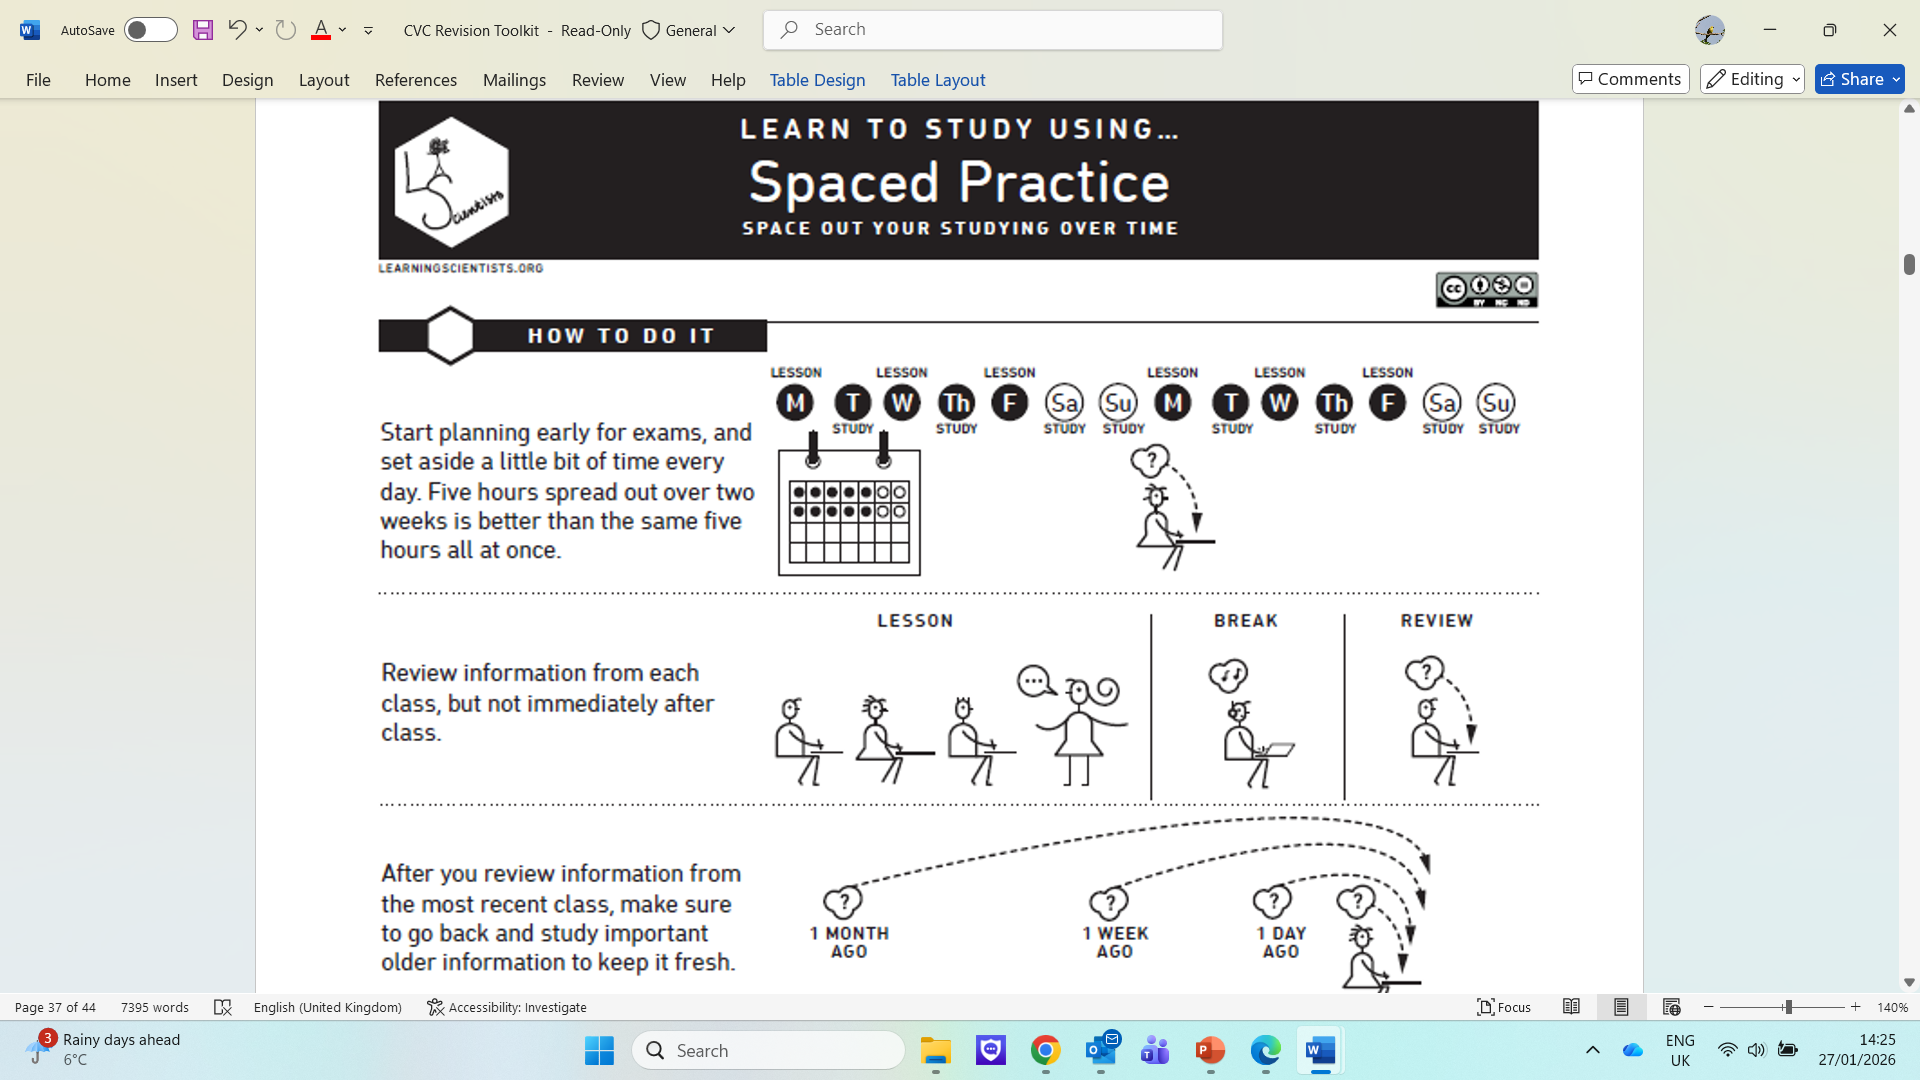 AutoSave
CVC Revision Toolkit - Read-Only
General
Search
File
Home
Insert
Design
Layout
References
Mailings
Review
View
Help
Table Design
Table Layout
Comments
Editing
Share
LEARN TO STUDY USING…
Spaced Practice
SPACE OUT YOUR STUDYING OVER TIME
L
Scientists
LEARNINGSCIENTISTS.ORG
cc BY NC ND
HOW TO DO IT
LESSON LESSON LESSON LESSON LESSON LESSON
M T W Th F Sa Su M T W Th F Sa Su
STUDY STUDY STUDY STUDY STUDY STUDY STUDY STUDY
Start planning early for exams, and
set aside a little bit of time every
day. Five hours spread out over two
weeks is better than the same five
hours all at once.
?
LESSON
BREAK
REVIEW
Review information from each
class, but not immediately after
class.
?
After you review information from
the most recent class, make sure
to go back and study important
older information to keep it fresh.
? ? ? ?
1 MONTH
AGO
1 WEEK
AGO
1 DAY
AGO
Page 37 of 44
7395 words
English (United Kingdom)
Accessibility: Investigate
Focus
140%
3
Rainy days ahead
6°C
Search
ENG
UK
14:25
27/01/2026